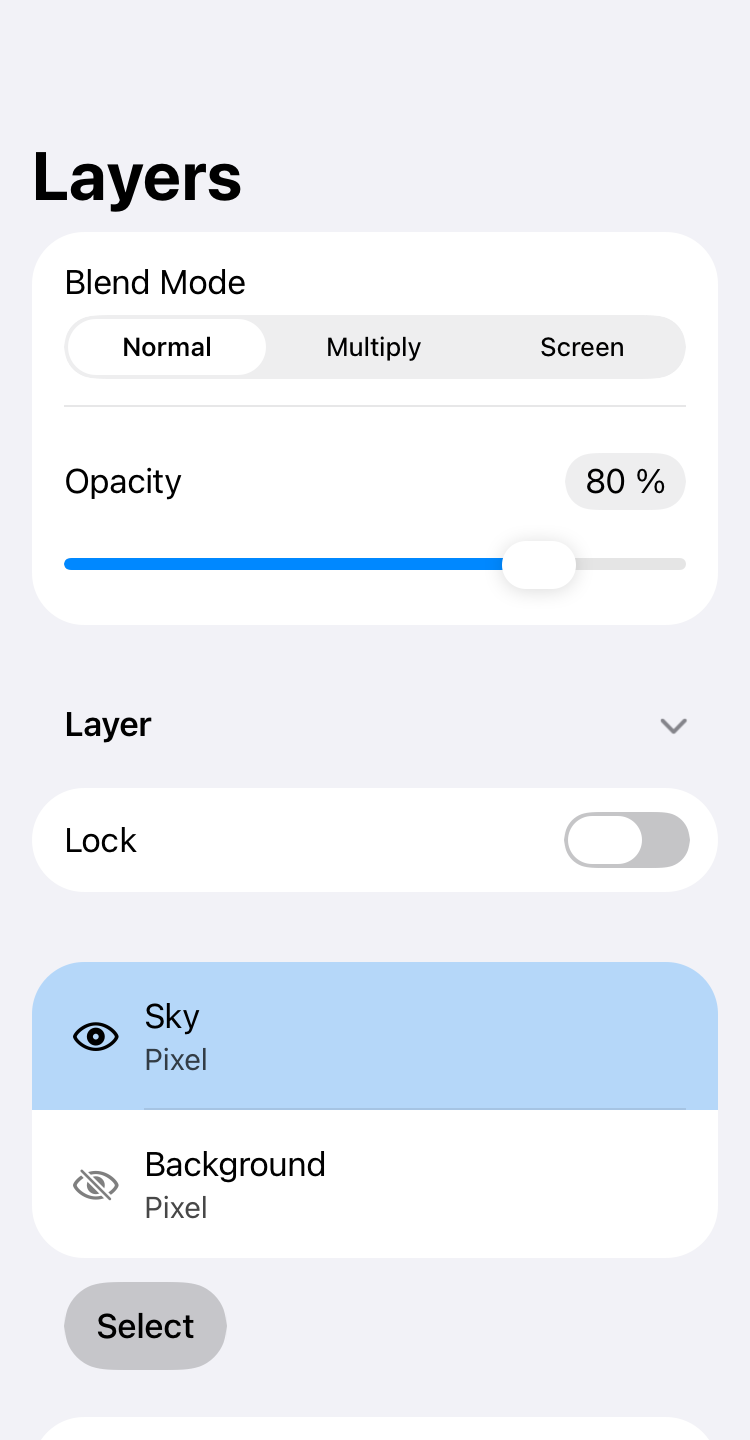 Layers
Blend Mode
Normal Multiply Screen
Opacity 80 %
Layer
Lock
Sky
Pixel
Background
Pixel
Select